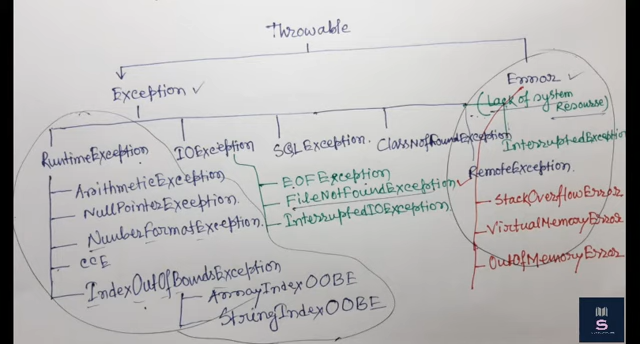 Throwable
Exception
Error
(Lack of system
Resourse)
RuntimeException
IOException
SQLException.
ClassNotFoundException
InterruptedException
RemoteException.
ArithmeticException
NullPointerException.
NumberFormatException.
CCE
IndexOutOfBoundsException
ArrayIndexOOBE
StringIndexOOBE
EOFException
FileNotFoundException
InterruptedIOException.
StackOverflowError
VirtualMemoryError
OutOfMemoryError
S